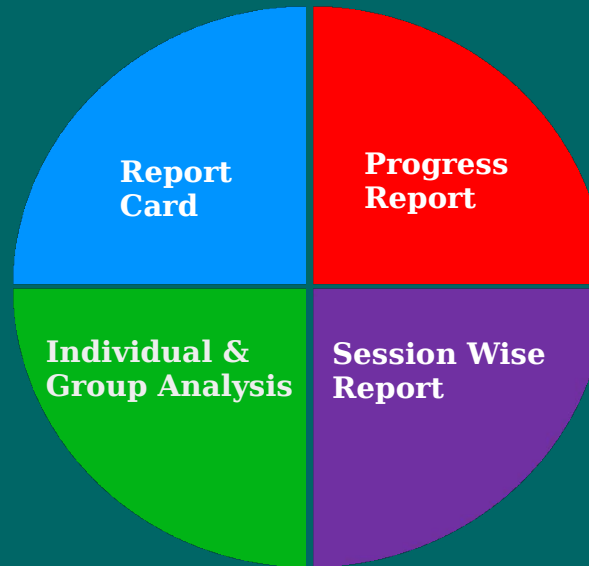 Report
Card
Progress
Report
Individual &
Group Analysis
Session Wise
Report